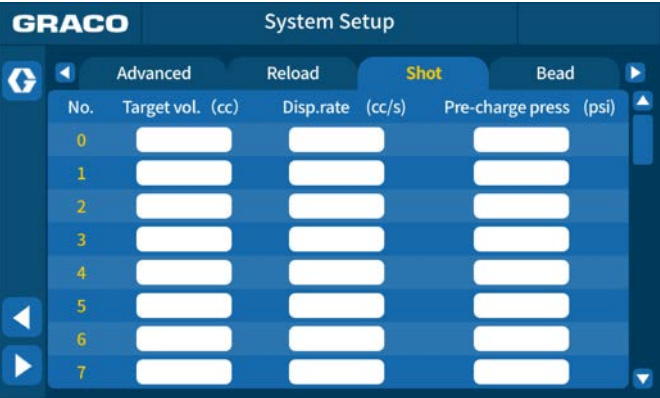 GRACO System Setup
Advanced Reload Shot Bead
No. Target vol. (cc) Disp.rate (cc/s) Pre-charge press (psi)
0
1
2
3
4
5
6
7